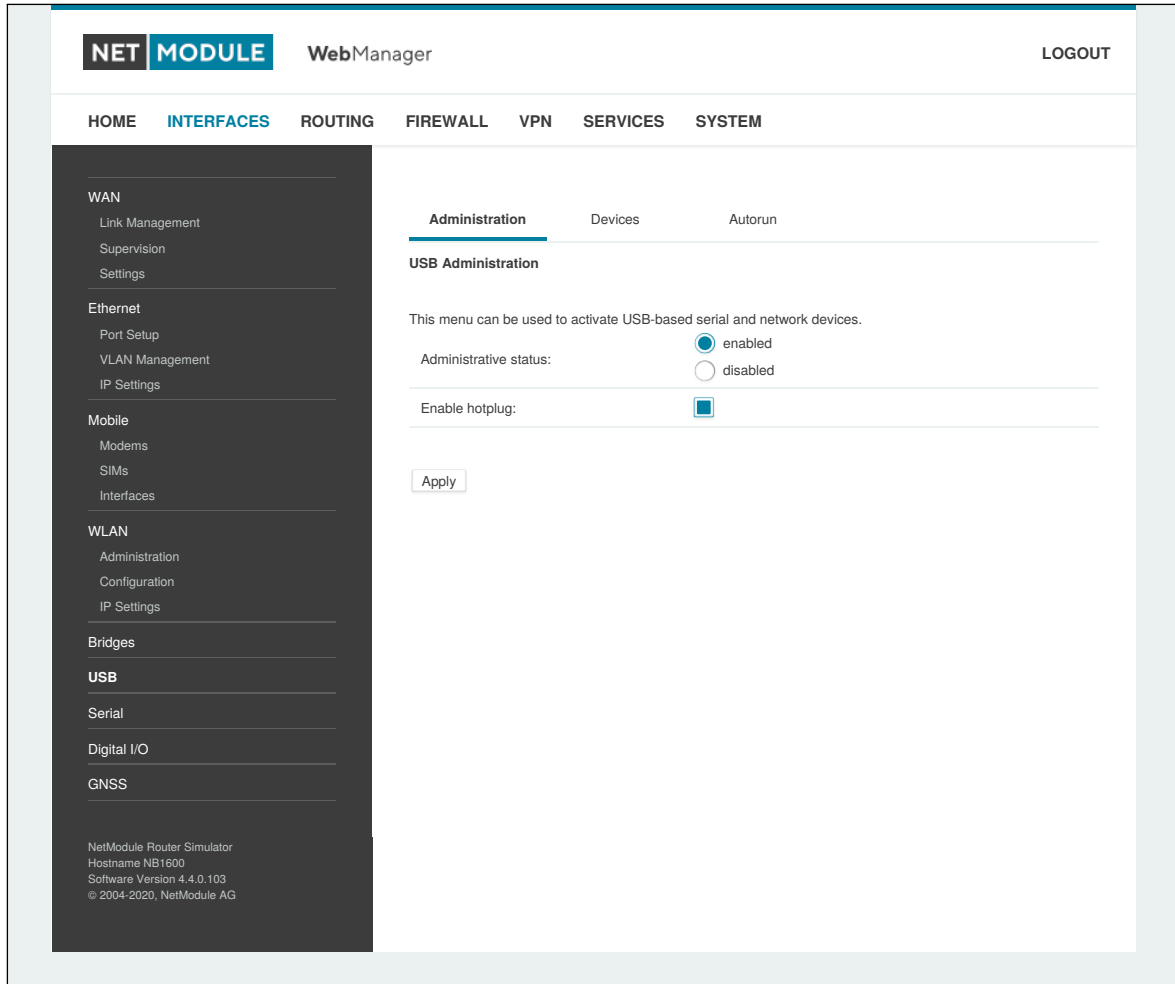 NET MODULE WebManager LOGOUT
HOME INTERFACES ROUTING FIREWALL VPN SERVICES SYSTEM
WAN
Link Management
Supervision
Settings
Ethernet
Port Setup
VLAN Management
IP Settings
Mobile
Modems
SIMs
Interfaces
WLAN
Administration
Configuration
IP Settings
Bridges
USB
Serial
Digital I/O
GNSS
NetModule Router Simulator
Hostname NB1600
Software Version 4.4.0.103
© 2004-2020, NetModule AG
Administration Devices Autorun
USB Administration
This menu can be used to activate USB-based serial and network devices.
Administrative status:
enabled
disabled
Enable hotplug:
Apply